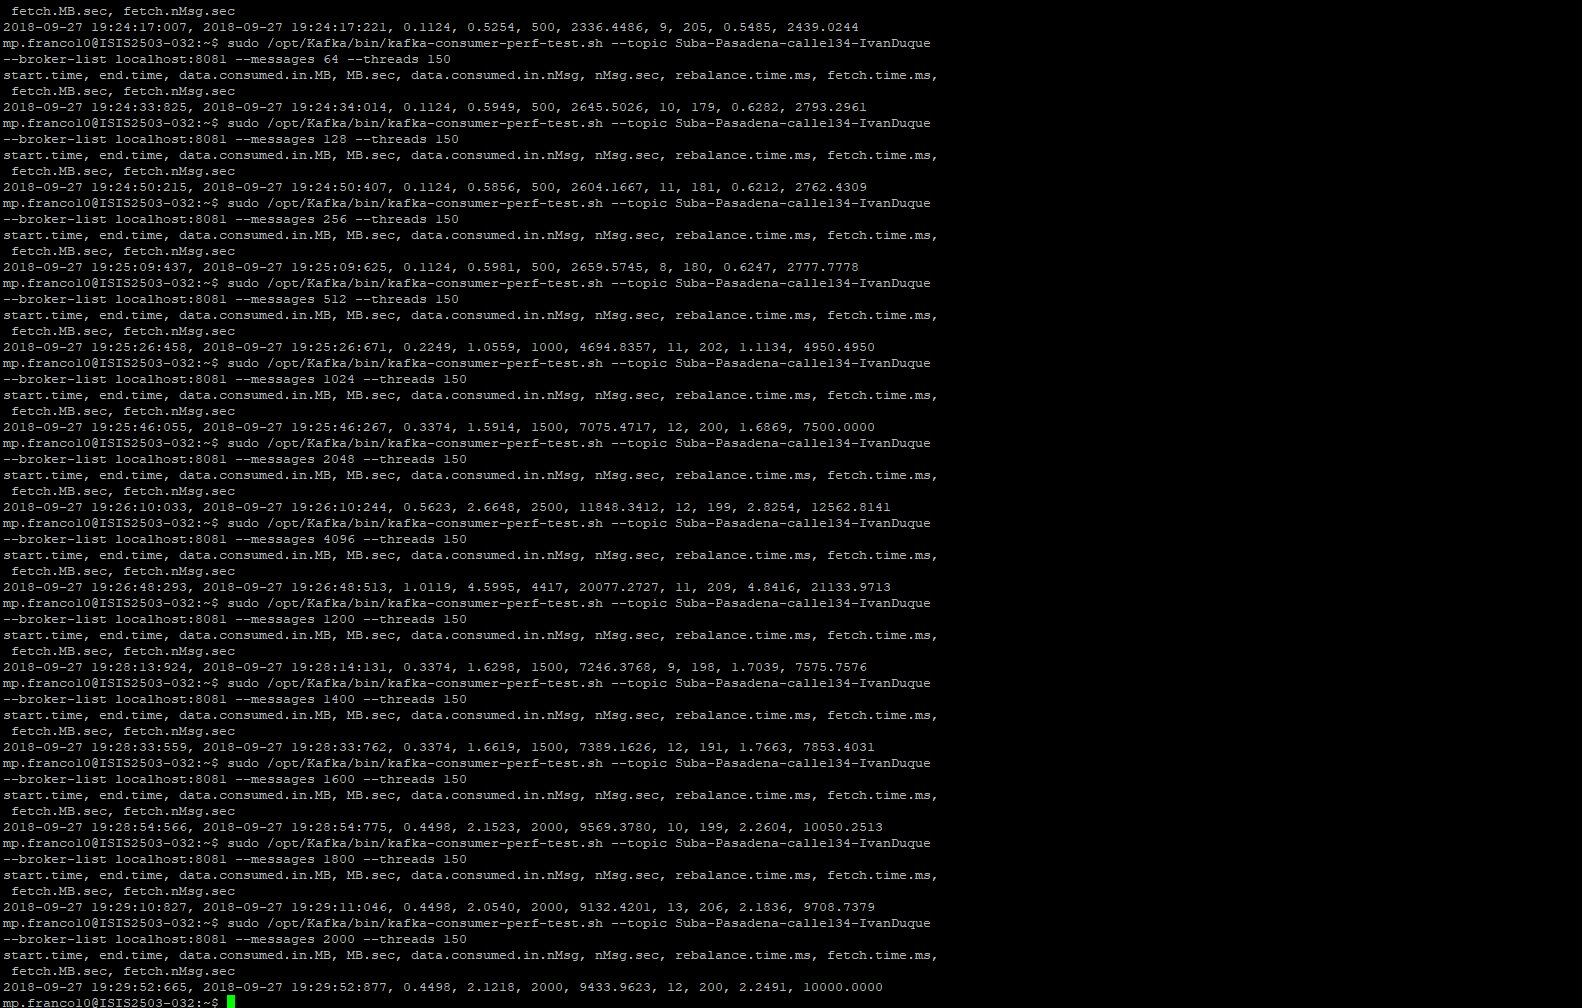 fetch.MB.sec, fetch.nMsg.sec
2018-09-27 19:24:17:007, 2018-09-27 19:24:17:221, 0.1124, 0.5254, 500, 2336.4486, 9, 205, 0.5485, 2439.0244
mp.franco10@ISIS2503-032:~$ sudo /opt/Kafka/bin/kafka-consumer-perf-test.sh --topic Suba-Pasadena-calle134-IvanDuque
--broker-list localhost:8081 --messages 64 --threads 150
start.time, end.time, data.consumed.in.MB, MB.sec, data.consumed.in.nMsg, nMsg.sec, rebalance.time.ms, fetch.time.ms,
fetch.MB.sec, fetch.nMsg.sec
2018-09-27 19:24:33:825, 2018-09-27 19:24:34:014, 0.1124, 0.5949, 500, 2645.5026, 10, 179, 0.6282, 2793.2961
mp.franco10@ISIS2503-032:~$ sudo /opt/Kafka/bin/kafka-consumer-perf-test.sh --topic Suba-Pasadena-calle134-IvanDuque
--broker-list localhost:8081 --messages 128 --threads 150
start.time, end.time, data.consumed.in.MB, MB.sec, data.consumed.in.nMsg, nMsg.sec, rebalance.time.ms, fetch.time.ms,
fetch.MB.sec, fetch.nMsg.sec
2018-09-27 19:24:50:215, 2018-09-27 19:24:50:407, 0.1124, 0.5856, 500, 2604.1667, 11, 181, 0.6212, 2762.4309
mp.franco10@ISIS2503-032:~$ sudo /opt/Kafka/bin/kafka-consumer-perf-test.sh --topic Suba-Pasadena-calle134-IvanDuque
--broker-list localhost:8081 --messages 256 --threads 150
start.time, end.time, data.consumed.in.MB, MB.sec, data.consumed.in.nMsg, nMsg.sec, rebalance.time.ms, fetch.time.ms,
fetch.MB.sec, fetch.nMsg.sec
2018-09-27 19:25:09:437, 2018-09-27 19:25:09:625, 0.1124, 0.5981, 500, 2659.5745, 8, 180, 0.6247, 2777.7778
mp.franco10@ISIS2503-032:~$ sudo /opt/Kafka/bin/kafka-consumer-perf-test.sh --topic Suba-Pasadena-calle134-IvanDuque
--broker-list localhost:8081 --messages 512 --threads 150
start.time, end.time, data.consumed.in.MB, MB.sec, data.consumed.in.nMsg, nMsg.sec, rebalance.time.ms, fetch.time.ms,
fetch.MB.sec, fetch.nMsg.sec
2018-09-27 19:25:26:458, 2018-09-27 19:25:26:671, 0.2249, 1.0559, 1000, 4694.8357, 11, 202, 1.1134, 4950.4950
mp.franco10@ISIS2503-032:~$ sudo /opt/Kafka/bin/kafka-consumer-perf-test.sh --topic Suba-Pasadena-calle134-IvanDuque
--broker-list localhost:8081 --messages 1024 --threads 150
start.time, end.time, data.consumed.in.MB, MB.sec, data.consumed.in.nMsg, nMsg.sec, rebalance.time.ms, fetch.time.ms,
fetch.MB.sec, fetch.nMsg.sec
2018-09-27 19:25:46:055, 2018-09-27 19:25:46:267, 0.3374, 1.5914, 1500, 7075.4717, 12, 200, 1.6869, 7500.0000
mp.franco10@ISIS2503-032:~$ sudo /opt/Kafka/bin/kafka-consumer-perf-test.sh --topic Suba-Pasadena-calle134-IvanDuque
--broker-list localhost:8081 --messages 2048 --threads 150
start.time, end.time, data.consumed.in.MB, MB.sec, data.consumed.in.nMsg, nMsg.sec, rebalance.time.ms, fetch.time.ms,
fetch.MB.sec, fetch.nMsg.sec
2018-09-27 19:26:10:033, 2018-09-27 19:26:10:244, 0.5623, 2.6648, 2500, 11848.3412, 12, 199, 2.8254, 12562.8141
mp.franco10@ISIS2503-032:~$ sudo /opt/Kafka/bin/kafka-consumer-perf-test.sh --topic Suba-Pasadena-calle134-IvanDuque
--broker-list localhost:8081 --messages 4096 --threads 150
start.time, end.time, data.consumed.in.MB, MB.sec, data.consumed.in.nMsg, nMsg.sec, rebalance.time.ms, fetch.time.ms,
fetch.MB.sec, fetch.nMsg.sec
2018-09-27 19:26:48:293, 2018-09-27 19:26:48:513, 1.0119, 4.5995, 4417, 20077.2727, 11, 209, 4.8416, 21133.9713
mp.franco10@ISIS2503-032:~$ sudo /opt/Kafka/bin/kafka-consumer-perf-test.sh --topic Suba-Pasadena-calle134-IvanDuque
--broker-list localhost:8081 --messages 1200 --threads 150
start.time, end.time, data.consumed.in.MB, MB.sec, data.consumed.in.nMsg, nMsg.sec, rebalance.time.ms, fetch.time.ms,
fetch.MB.sec, fetch.nMsg.sec
2018-09-27 19:28:13:924, 2018-09-27 19:28:14:131, 0.3374, 1.6298, 1500, 7246.3768, 9, 198, 1.7039, 7575.7576
mp.franco10@ISIS2503-032:~$ sudo /opt/Kafka/bin/kafka-consumer-perf-test.sh --topic Suba-Pasadena-calle134-IvanDuque
--broker-list localhost:8081 --messages 1400 --threads 150
start.time, end.time, data.consumed.in.MB, MB.sec, data.consumed.in.nMsg, nMsg.sec, rebalance.time.ms, fetch.time.ms,
fetch.MB.sec, fetch.nMsg.sec
2018-09-27 19:28:33:559, 2018-09-27 19:28:33:762, 0.3374, 1.6619, 1500, 7389.1626, 12, 191, 1.7663, 7853.4031
mp.franco10@ISIS2503-032:~$ sudo /opt/Kafka/bin/kafka-consumer-perf-test.sh --topic Suba-Pasadena-calle134-IvanDuque
--broker-list localhost:8081 --messages 1600 --threads 150
start.time, end.time, data.consumed.in.MB, MB.sec, data.consumed.in.nMsg, nMsg.sec, rebalance.time.ms, fetch.time.ms,
fetch.MB.sec, fetch.nMsg.sec
2018-09-27 19:28:54:566, 2018-09-27 19:28:54:775, 0.4498, 2.1523, 2000, 9569.3780, 10, 199, 2.2604, 10050.2513
mp.franco10@ISIS2503-032:~$ sudo /opt/Kafka/bin/kafka-consumer-perf-test.sh --topic Suba-Pasadena-calle134-IvanDuque
--broker-list localhost:8081 --messages 1800 --threads 150
start.time, end.time, data.consumed.in.MB, MB.sec, data.consumed.in.nMsg, nMsg.sec, rebalance.time.ms, fetch.time.ms,
fetch.MB.sec, fetch.nMsg.sec
2018-09-27 19:29:10:827, 2018-09-27 19:29:11:046, 0.4498, 2.0540, 2000, 9132.4201, 13, 206, 2.1836, 9708.7379
mp.franco10@ISIS2503-032:~$ sudo /opt/Kafka/bin/kafka-consumer-perf-test.sh --topic Suba-Pasadena-calle134-IvanDuque
--broker-list localhost:8081 --messages 2000 --threads 150
start.time, end.time, data.consumed.in.MB, MB.sec, data.consumed.in.nMsg, nMsg.sec, rebalance.time.ms, fetch.time.ms,
fetch.MB.sec, fetch.nMsg.sec
2018-09-27 19:29:52:665, 2018-09-27 19:29:52:877, 0.4498, 2.1218, 2000, 9433.9623, 12, 200, 2.2491, 10000.0000
mp.franco10@ISIS2503-032:~$